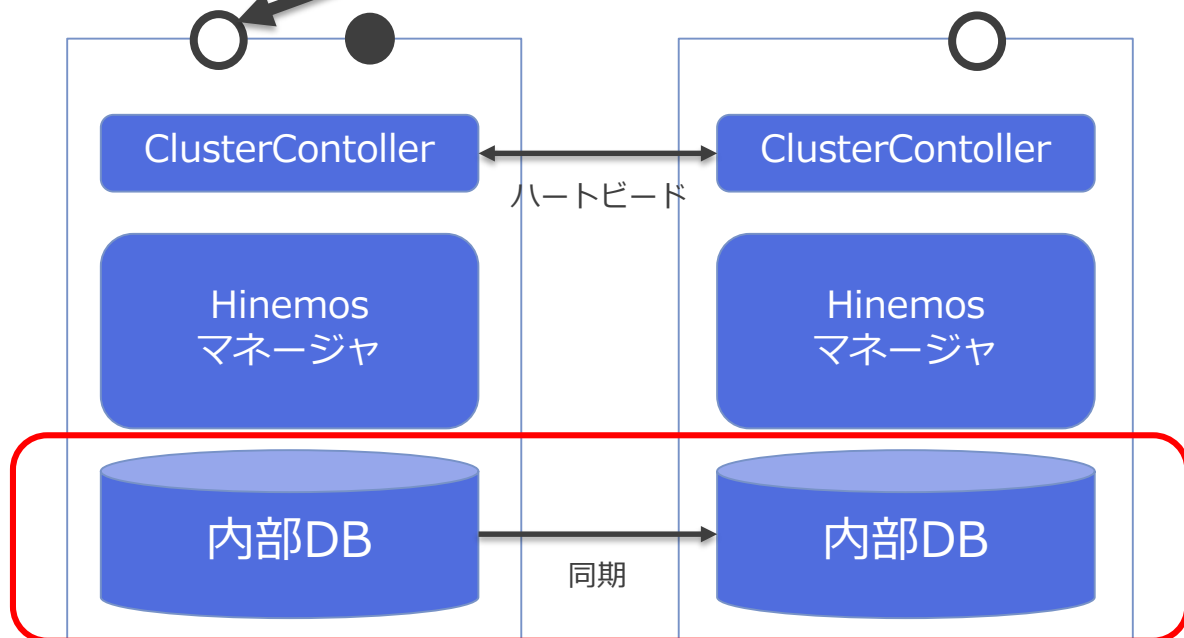 ClusterContoller
ClusterContoller
ハートビード
Hinemos
マネージャ
Hinemos
マネージャ
内部DB
内部DB
同期